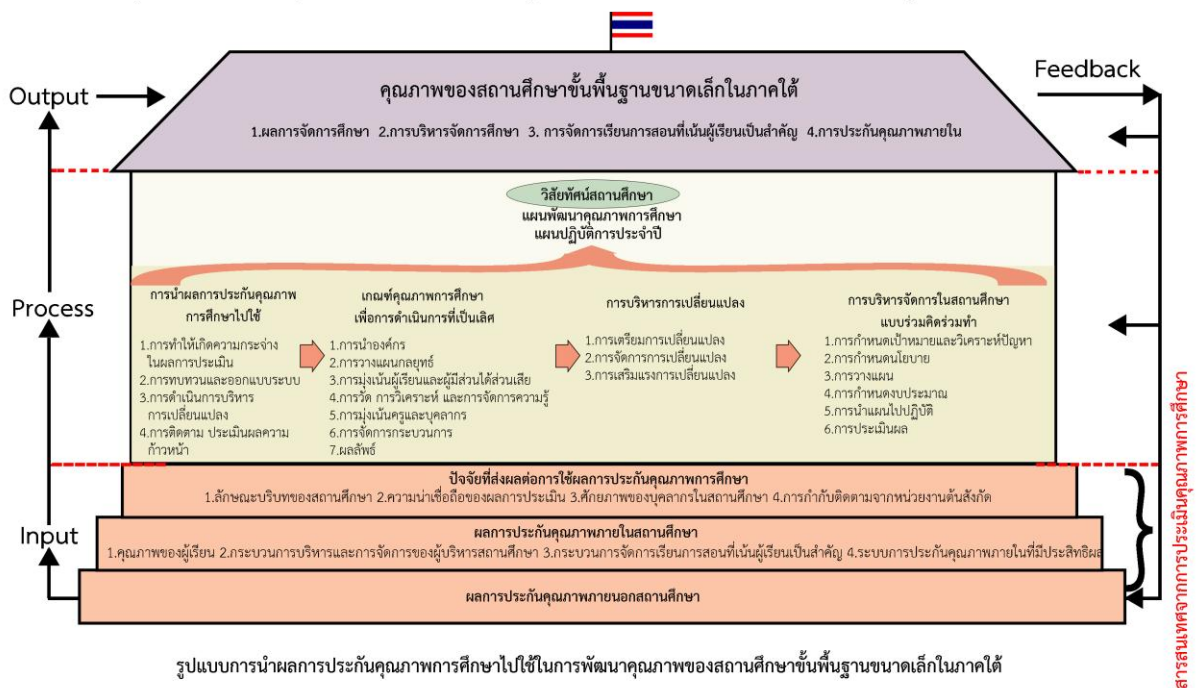 Output
Feedback
คุณภาพของสถานศึกษาขั้นพื้นฐานขนาดเล็กในภาคใต้
1.ผลการจัดการศึกษา 2.การบริหารจัดการศึกษา 3. การจัดการเรียนการสอนที่เน้นผู้เรียนเป็นสำคัญ 4.การประกันคุณภาพภายใน
วิสัยทัศน์สถานศึกษา
แผนพัฒนาคุณภาพการศึกษา
แผนปฏิบัติการประจำปี
Process
การนำผลการประกันคุณภาพ
การศึกษาไปใช้
1.การทำให้เกิดความกระจ่าง
ในผลการประเมิน
2.การทบทวนและออกแบบระบบ
3.การดำเนินการบริหาร
การเปลี่ยนแปลง
4.การติดตาม ประเมินผลความ
ก้าวหน้า
เกณฑ์คุณภาพการศึกษา
เพื่อการดำเนินการที่เป็นเลิศ
1.การนำองค์กร
2.การวางแผนกลยุทธ์
3.การมุ่งเน้นผู้เรียนและผู้มีส่วนได้ส่วนเสีย
4.การวัด การวิเคราะห์ และการจัดการความรู้
5.การมุ่งเน้นครูและบุคลากร
6.การจัดการกระบวนการ
7.ผลลัพธ์
การบริหารการเปลี่ยนแปลง
1.การเตรียมการเปลี่ยนแปลง
2.การจัดการการเปลี่ยนแปลง
3.การเสริมแรงการเปลี่ยนแปลง
การบริหารจัดการในสถานศึกษา
แบบร่วมคิดร่วมทำ
1.การกำหนดเป้าหมายและวิเคราะห์ปัญหา
2.การกำหนดนโยบาย
3.การวางแผน
4.การกำหนดงบประมาณ
5.การนำแผนไปปฏิบัติ
6.การประเมินผล
Input
ปัจจัยที่ส่งผลต่อการใช้ผลการประกันคุณภาพการศึกษา
1.ลักษณะบริบทของสถานศึกษา 2.ความน่าเชื่อถือของผลการประเมิน 3.ศักยภาพของบุคลากรในสถานศึกษา 4.การกำกับติดตามจากหน่วยงานต้นสังกัด
ผลการประกันคุณภาพภายในสถานศึกษา
1.คุณภาพของผู้เรียน 2.กระบวนการบริหารและการจัดการของผู้บริหารสถานศึกษา 3.กระบวนการจัดการเรียนการสอนที่เน้นผู้เรียนเป็นสำคัญ 4.ระบบการประกันคุณภาพภายในที่มีประสิทธิผล
ผลการประกันคุณภาพภายนอกสถานศึกษา
สารสนเทศจากการประเมินคุณภาพการศึกษา
รูปแบบการนำผลการประกันคุณภาพการศึกษาไปใช้ในการพัฒนาคุณภาพของสถานศึกษาขั้นพื้นฐานขนาดเล็กในภาคใต้